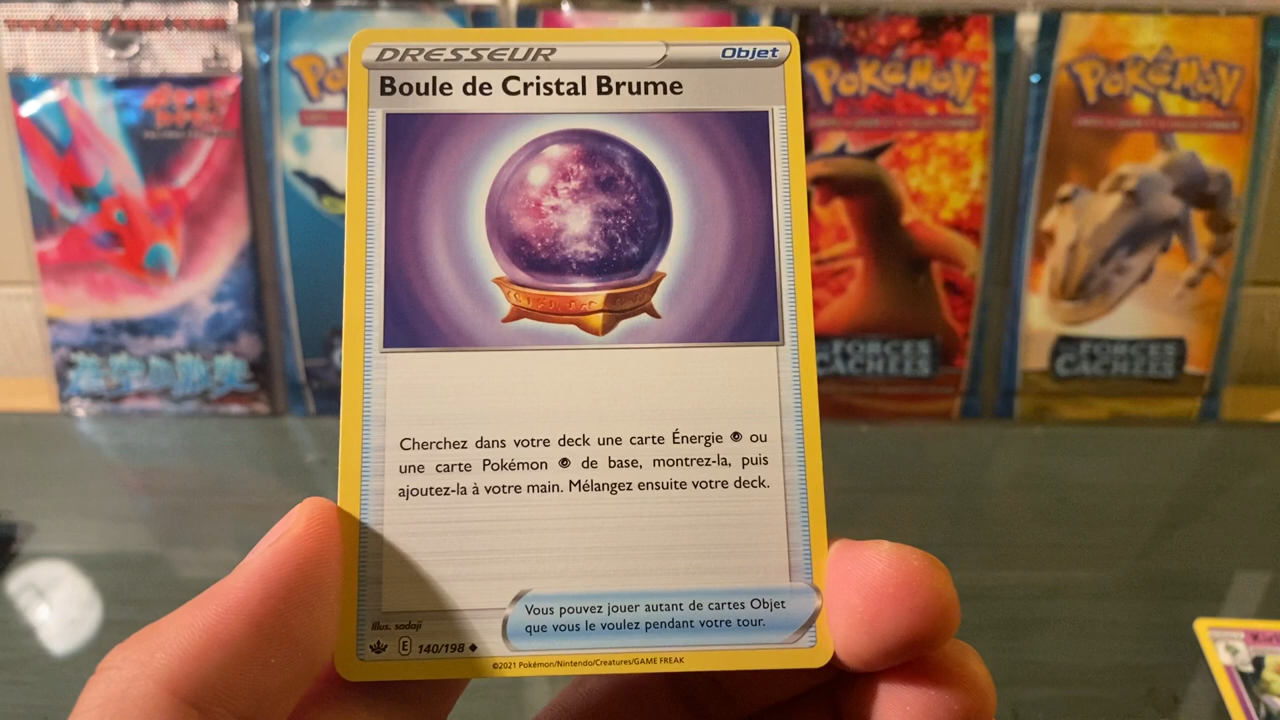 DRESSEUR
Objet
Boule de Cristal Brume
Cherchez dans votre deck une carte Énergie ou
une carte Pokémon de base, montrez-la, puis
ajoutez-la à votre main. Mélangez ensuite votre deck.
Vous pouvez jouer autant de cartes Objet
que vous le voulez pendant votre tour.
Illus. sadaji
E 140/198
©2021 Pokémon/Nintendo/Creatures/GAME FREAK
POKÉMON
FORCES
CACHÉES
POKÉMON
FORCES
CACHÉES